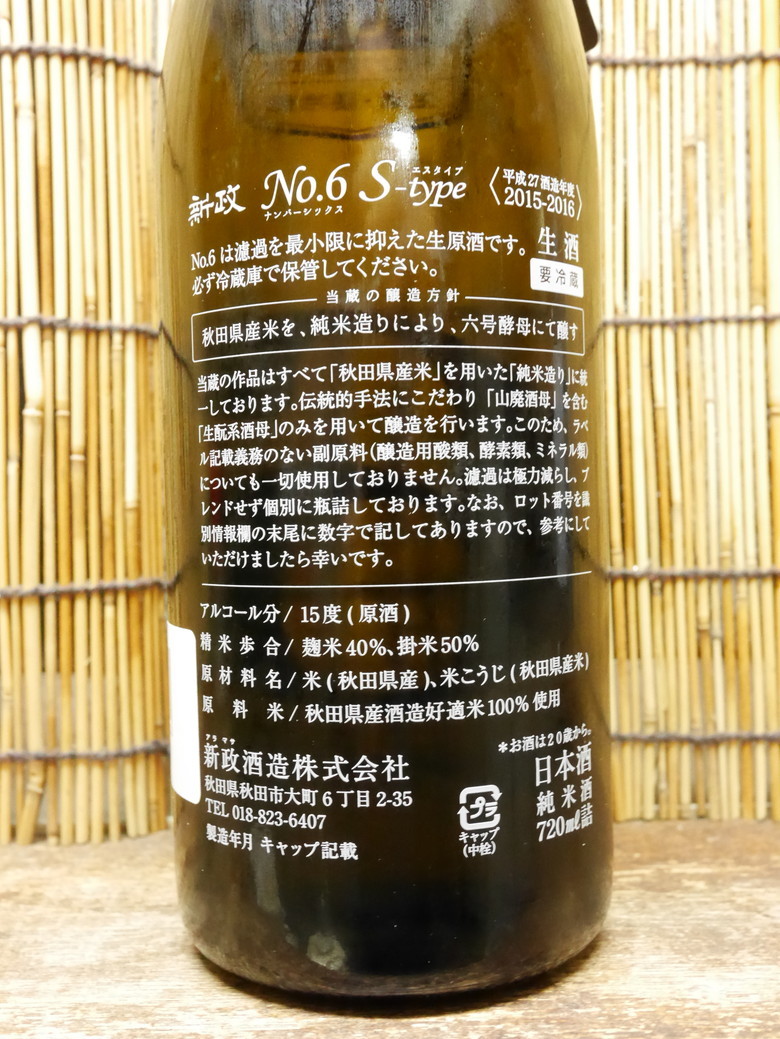 新政 No.6 S-type 〈平成27酒造年度 2015-2016〉
ナンバーシックス エスタイプ
No.6 は濾過を最小限に抑えた生原酒です。 生酒
必ず冷蔵庫で保管してください。 要冷蔵
当蔵の醸造方針
秋田県産米を、純米造りにより、六号酵母にて醸す
当蔵の作品はすべて「秋田県産米」を用いた「純米造り」に統
一しております。伝統的手法にこだわり「山廃酒母」を含む
「生酛系酒母」のみを用いて醸造を行います。このため、ラベ
ル記載義務のない副原料(醸造用酸類、酵素類、ミネラル類)
についても一切使用しておりません。濾過は極力減らし、ブ
レンドせず個別に瓶詰しております。なお、ロット番号を識
別情報欄の末尾に数字で記してありますので、参考にして
いただけましたら幸いです。
アルコール分/ 15度(原酒)
精米歩合/ 麹米40%、掛米50%
原材料名/ 米(秋田県産)、米こうじ(秋田県産米)
原料米/ 秋田県産酒造好適米100%使用
アラマサ
新政酒造株式会社
秋田県秋田市大町6丁目2-35
TEL 018-823-6407
製造年月 キャップ記載
プラ
キャップ
(中栓)
*お酒は20歳から。
日本酒
純米酒
720ml詰